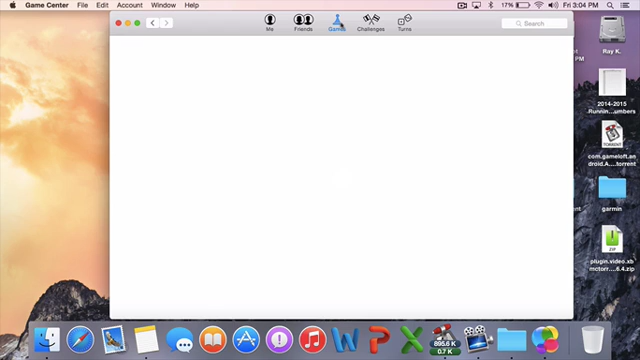 Game Center File Edit Account Window Help
17% Fri 3:04 PM
Me Friends Games Challenges Turns
Search
Ray K.
PM
2014-2015
-Runnin...umbers
TORRENT
com.gameloft.an
droid.A....torrent
garmin
ZIP
plugin.video.xb
mctorr...6.4.zip
895.6 K
0.7 K